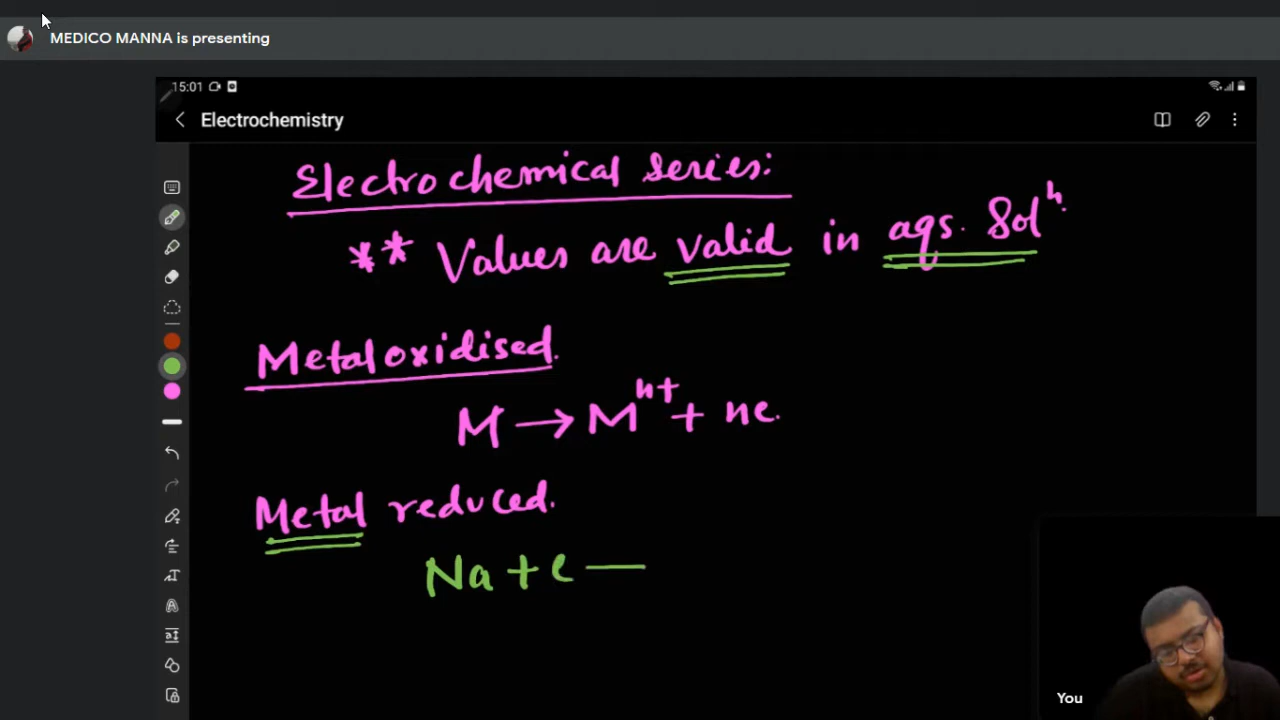 MEDICO MANNA is presenting
15:01
Electrochemistry
Electrochemical series:
** Values are valid in aqs. Solⁿ.
Metal oxidised.
M → Mⁿ⁺ + ne.
Metal reduced.
Na + e —
You